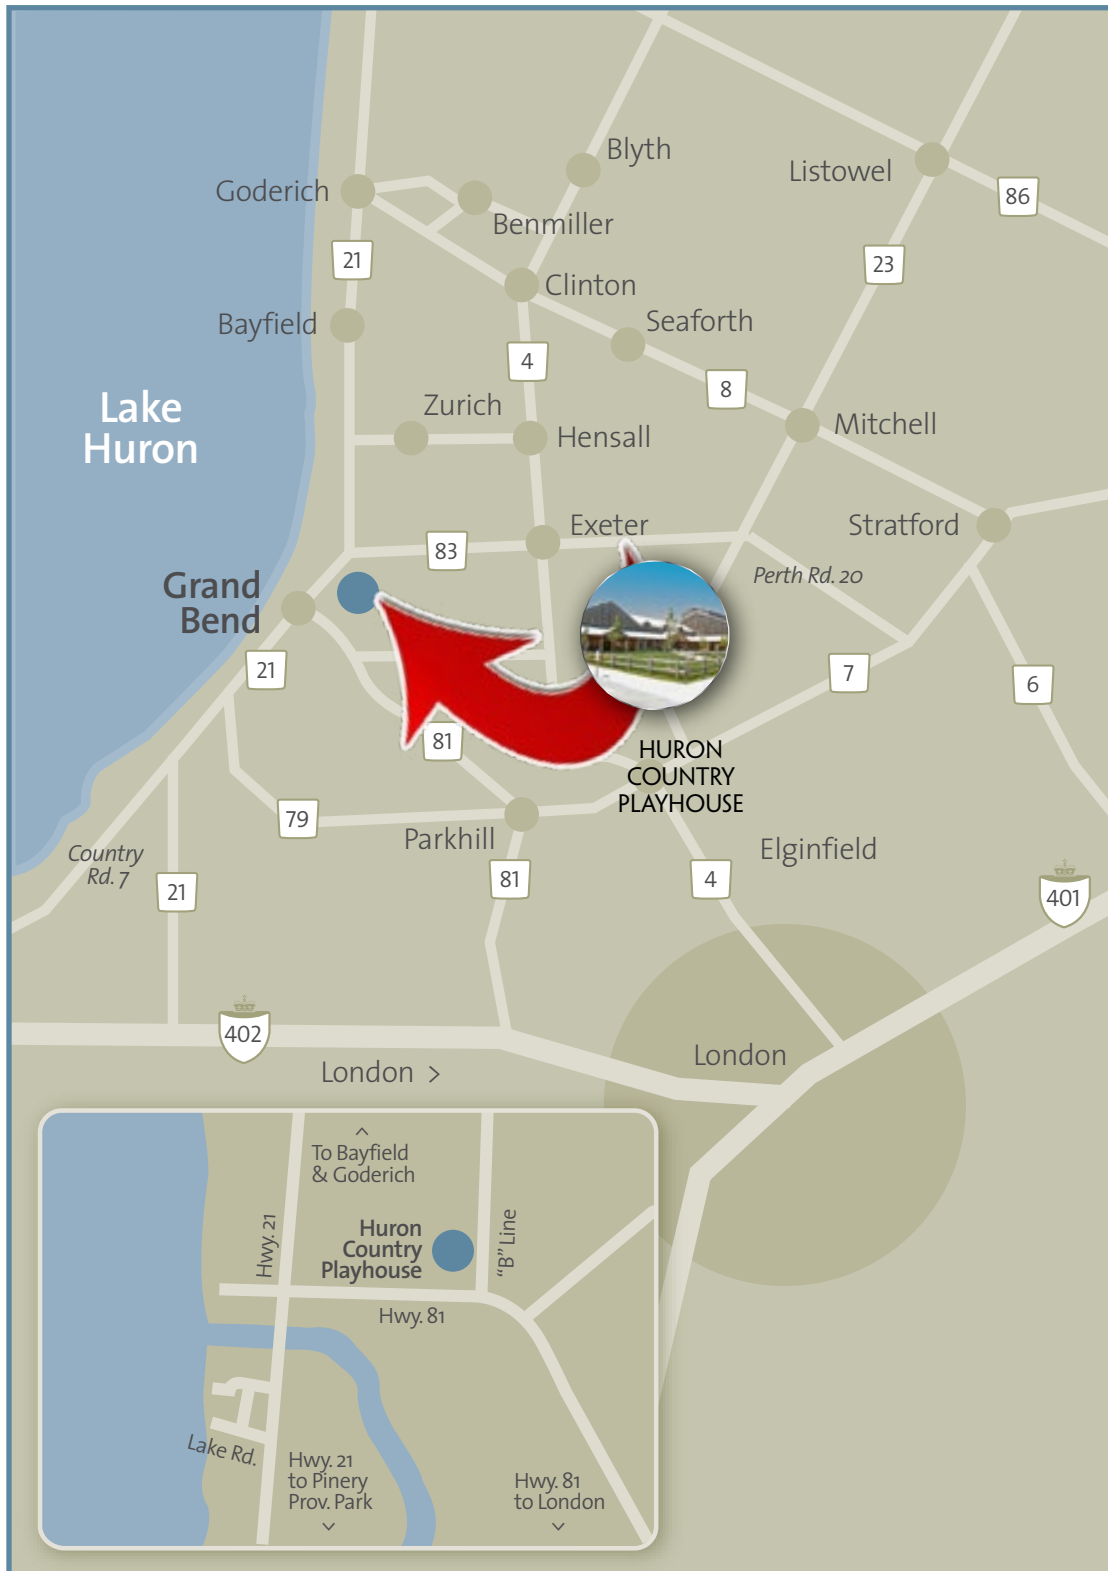 Blyth
Listowel
Goderich
86
Benmiller
21
23
Clinton
Bayfield
Seaforth
4
8
Lake
Huron
Zurich
Hensall
Mitchell
Exeter
Stratford
83
Grand
Bend
Perth Rd. 20
21
7
6
81
HURON
COUNTRY
PLAYHOUSE
79
Parkhill
Elginfield
Country
Rd. 7
21
81
4
401
402
London
London >
To Bayfield
& Goderich
Hwy. 21
Huron
Country
Playhouse
"B" Line
Hwy. 81
Lake Rd.
Hwy. 21
to Pinery
Prov. Park
Hwy. 81
to London